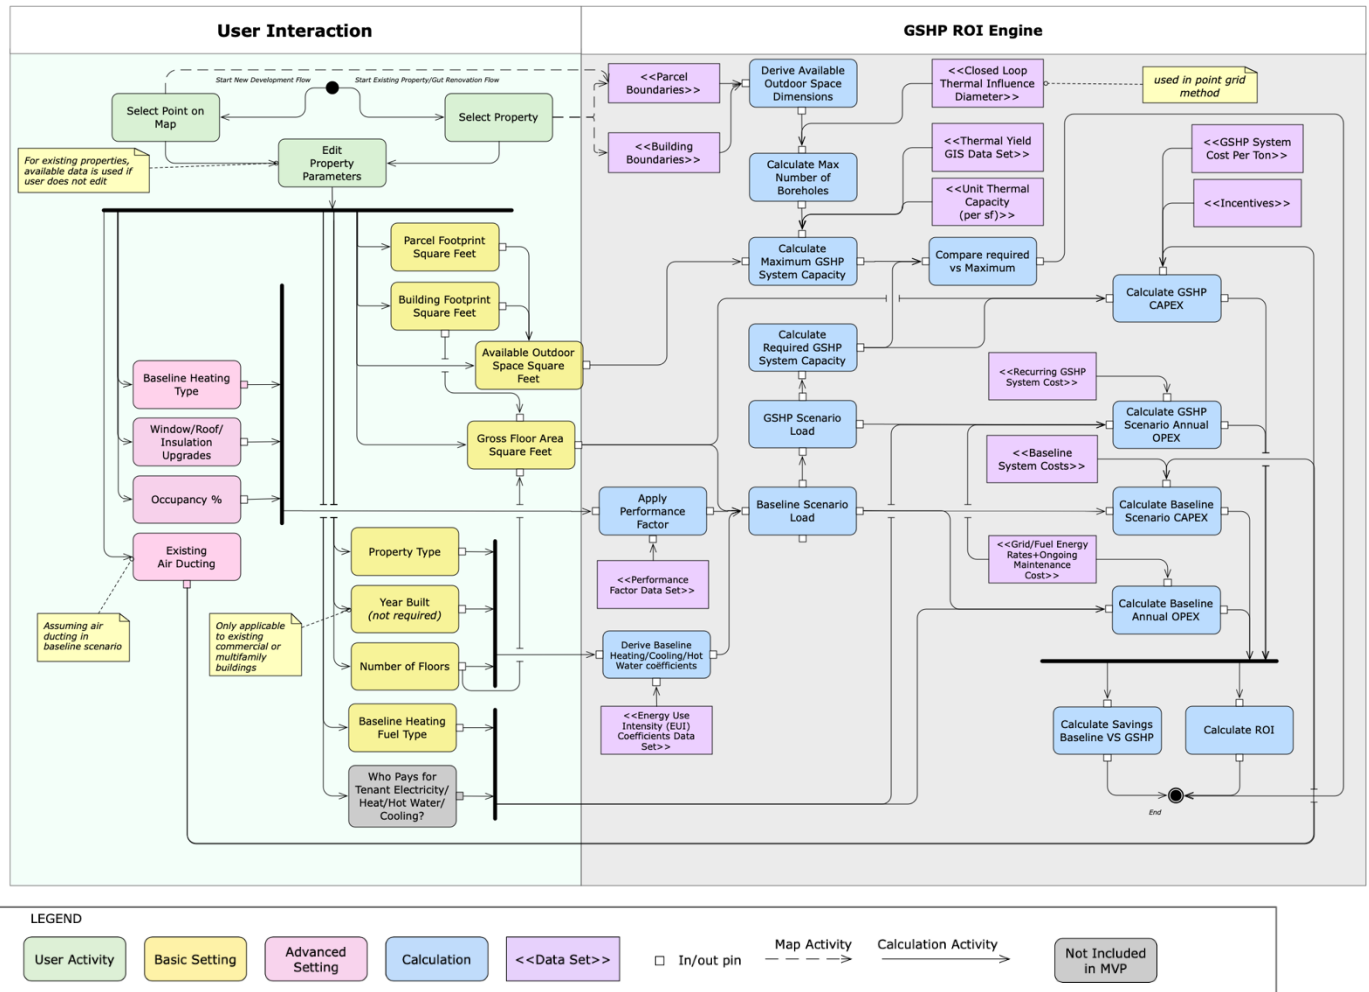 User Interaction
GSHP ROI Engine
Start New Development Flow
Start Existing Property/Gut Renovation Flow
Select Point on
Map
Select Property
Edit
Property
Parameters
For existing properties,
available data is used if
user does not edit
Parcel Footprint
Square Feet
Building Footprint
Square Feet
Available Outdoor
Space Square
Feet
Gross Floor Area
Square Feet
Baseline Heating
Type
Window/Roof/
Insulation
Upgrades
Occupancy %
Existing
Air Ducting
Assuming air
ducting in
baseline scenario
Only applicable
to existing
commercial or
multifamily
buildings
Property Type
Year Built
(not required)
Number of Floors
Baseline Heating
Fuel Type
Who Pays for
Tenant Electricity/
Heat/Hot Water/
Cooling?
<<Parcel
Boundaries>>
<<Building
Boundaries>>
Derive Available
Outdoor Space
Dimensions
Calculate Max
Number of
Boreholes
Calculate
Maximum GSHP
System Capacity
<<Closed Loop
Thermal Influence
Diameter>>
used in point grid
method
<<Thermal Yield
GIS Data Set>>
<<Unit Thermal
Capacity
(per sf)>>
Compare required
vs Maximum
<<GSHP System
Cost Per Ton>>
<<Incentives>>
Calculate GSHP
CAPEX
Calculate
Required GSHP
System Capacity
GSHP Scenario
Load
Baseline Scenario
Load
Apply
Performance
Factor
<<Performance
Factor Data Set>>
Derive Baseline
Heating/Cooling/Hot
Water coëfficients
<<Energy Use
Intensity (EUI)
Coefficients Data
Set>>
<<Recurring GSHP
System Cost>>
Calculate GSHP
Scenario Annual
OPEX
<<Baseline
System Costs>>
Calculate Baseline
Scenario CAPEX
<<Grid/Fuel Energy
Rates+Ongoing
Maintenance
Cost>>
Calculate Baseline
Annual OPEX
Calculate Savings
Baseline VS GSHP
Calculate ROI
End
LEGEND
User Activity
Basic Setting
Advanced
Setting
Calculation
<<Data Set>>
In/out pin
Map Activity
Calculation Activity
Not Included
in MVP